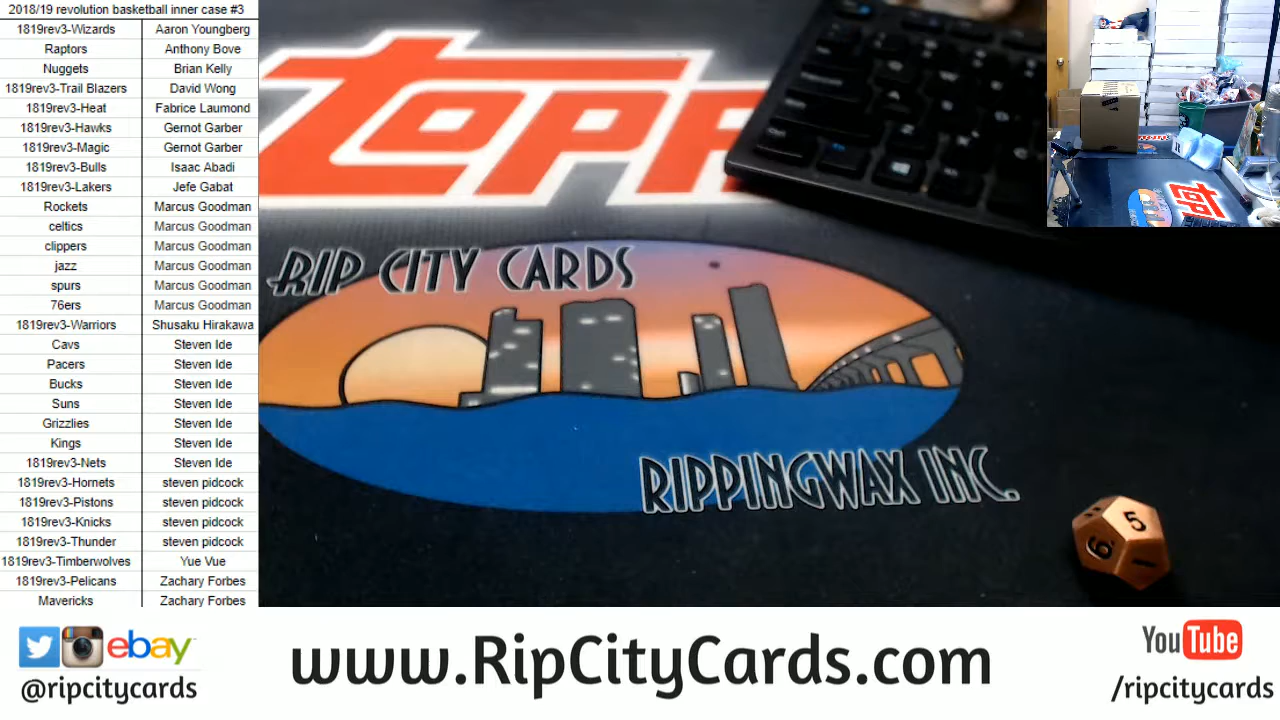 2018/19 revolution basketball inner case #3
1819rev3-Wizards Aaron Youngberg
Raptors Anthony Bove
Nuggets Brian Kelly
1819rev3-Trail Blazers David Wong
1819rev3-Heat Fabrice Laumond
1819rev3-Hawks Gernot Garber
1819rev3-Magic Gernot Garber
1819rev3-Bulls Isaac Abadi
1819rev3-Lakers Jefe Gabat
Rockets Marcus Goodman
celtics Marcus Goodman
clippers Marcus Goodman
jazz Marcus Goodman
spurs Marcus Goodman
76ers Marcus Goodman
1819rev3-Warriors Shusaku Hirakawa
Cavs Steven Ide
Pacers Steven Ide
Bucks Steven Ide
Suns Steven Ide
Grizzlies Steven Ide
Kings Steven Ide
1819rev3-Nets Steven Ide
1819rev3-Hornets steven pidcock
1819rev3-Pistons steven pidcock
1819rev3-Knicks steven pidcock
1819rev3-Thunder steven pidcock
1819rev3-Timberwolves Yue Vue
1819rev3-Pelicans Zachary Forbes
Mavericks Zachary Forbes
RIP CITY CARDS
RIPPINGWAX INC.
5
6
ebay
@ripcitycards
www.RipCityCards.com
YouTube
/ripcitycards